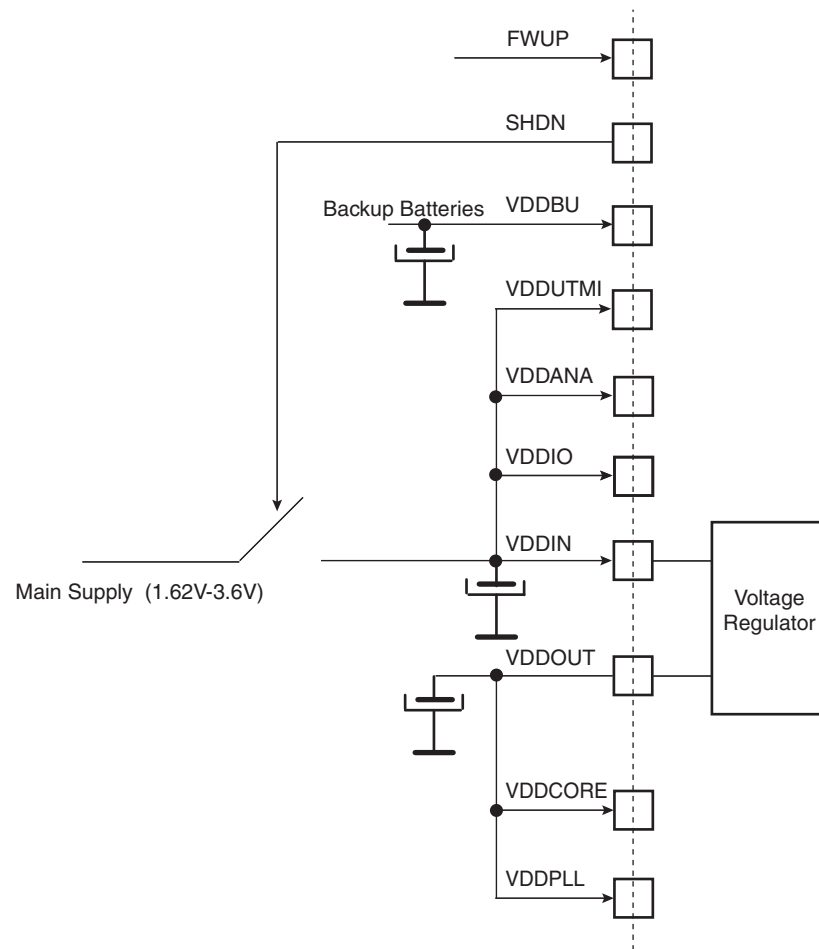 FWUP
SHDN
Backup Batteries
VDDBU
VDDUTMI
VDDANA
VDDIO
VDDIN
Main Supply (1.62V-3.6V)
Voltage
Regulator
VDDOUT
VDDCORE
VDDPLL